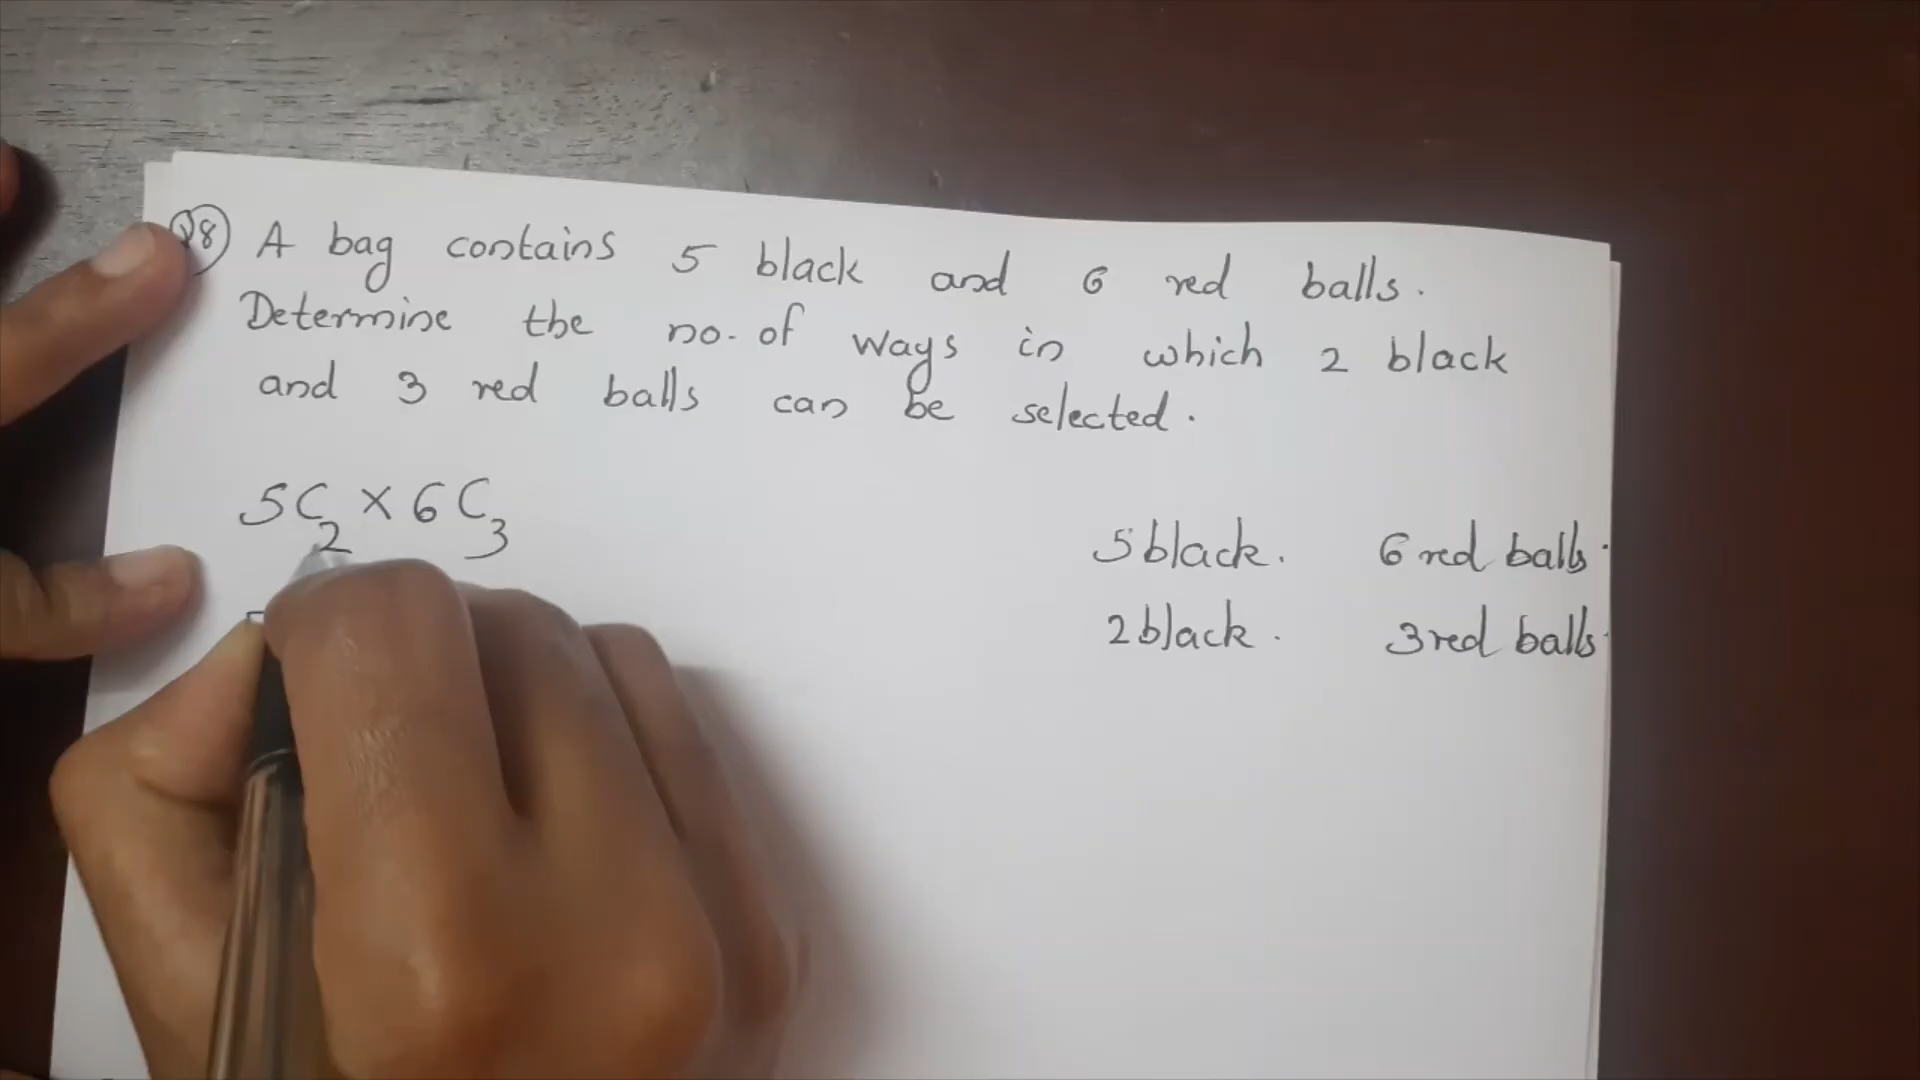 Q8) A bag contains 5 black and 6 red balls.
Determine the no. of ways in which 2 black
and 3 red balls can be selected.
5C2 × 6C3
5 black. 6 red balls.
2 black. 3 red balls.